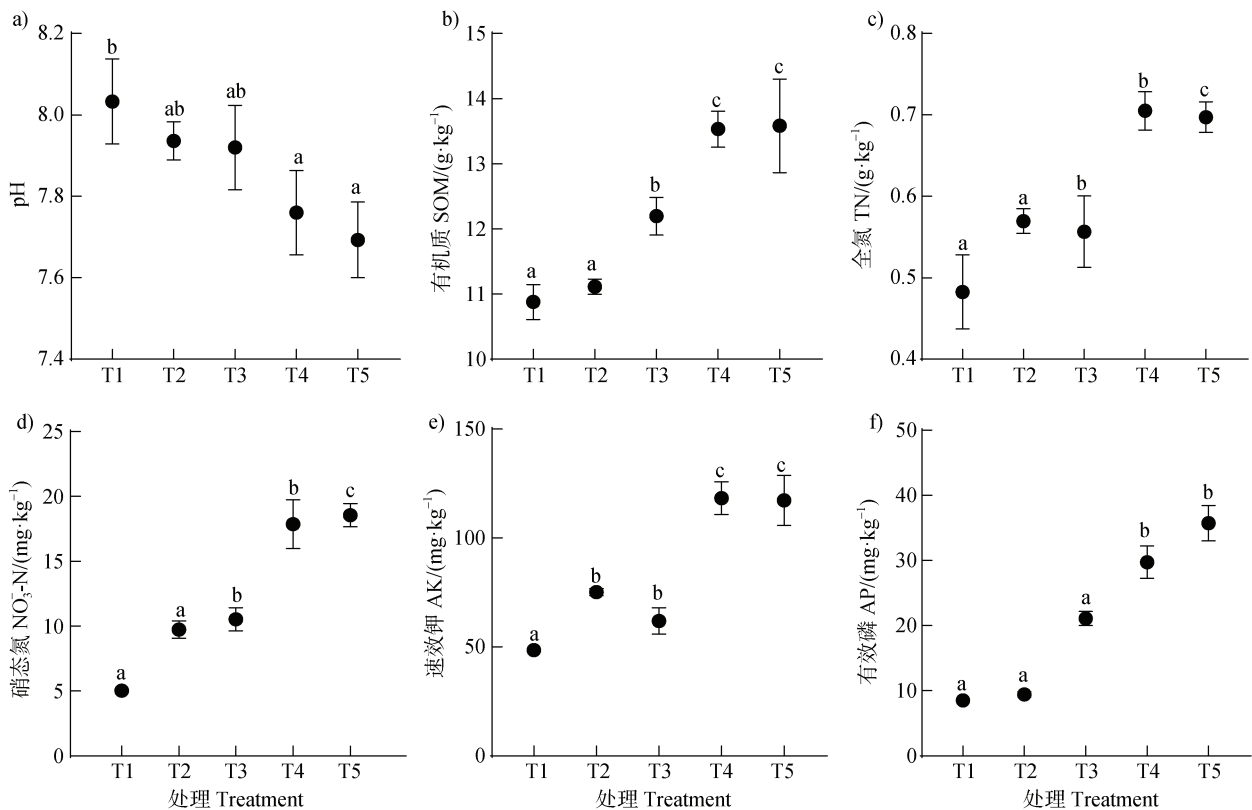 a)
8.2
8.0
7.8
7.6
7.4
pH
b
ab
ab
a
a
T1 T2 T3 T4 T5
b)
15
14
13
12
11
10
有机质 SOM/(g·kg⁻¹)
a
a
b
c
c
T1 T2 T3 T4 T5
c)
0.8
0.7
0.6
0.5
0.4
全氮 TN/(g·kg⁻¹)
a
a
b
b
c
T1 T2 T3 T4 T5
d)
25
20
15
10
5
0
硝态氮 NO₃⁻-N/(mg·kg⁻¹)
a
a
b
b
c
T1 T2 T3 T4 T5
处理 Treatment
e)
150
100
50
0
速效钾 AK/(mg·kg⁻¹)
a
b
b
c
c
T1 T2 T3 T4 T5
处理 Treatment
f)
50
40
30
20
10
0
有效磷 AP/(mg·kg⁻¹)
a
a
a
b
b
T1 T2 T3 T4 T5
处理 Treatment